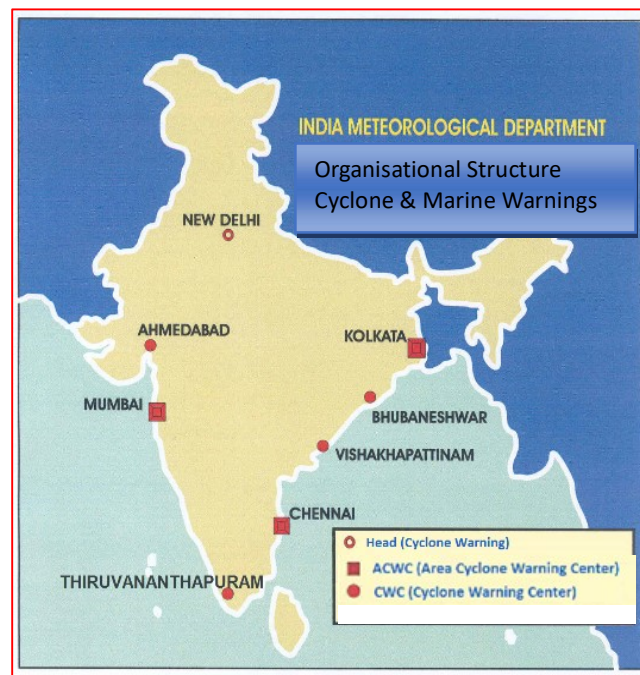 INDIA METEOROLOGICAL DEPARTMENT
Organisational Structure
Cyclone & Marine Warnings
NEW DELHI
AHMEDABAD
KOLKATA
MUMBAI
BHUBANESHWAR
VISHAKHAPATTINAM
CHENNAI
THIRUVANANTHAPURAM
Head (Cyclone Warning)
ACWC (Area Cyclone Warning Center)
CWC (Cyclone Warning Center)